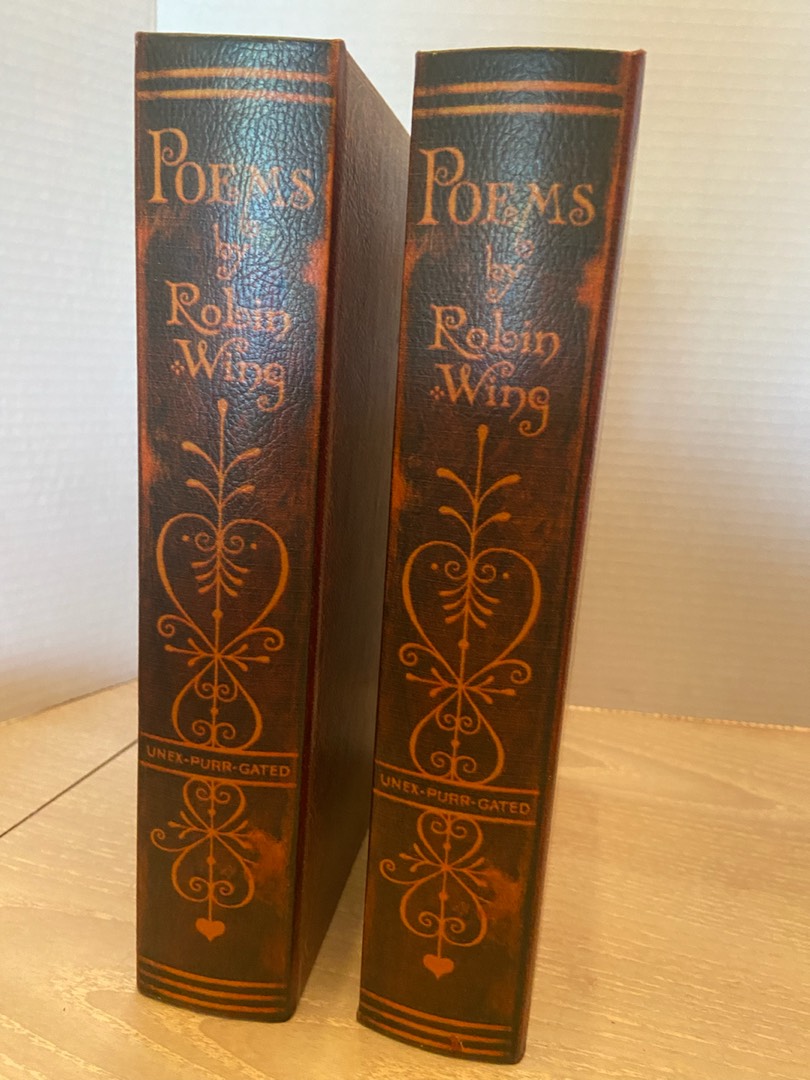 POEMS
by
Robin
Wing
UNEX-PURR-GATED
POEMS
by
Robin
Wing
UNEX-PURR-GATED